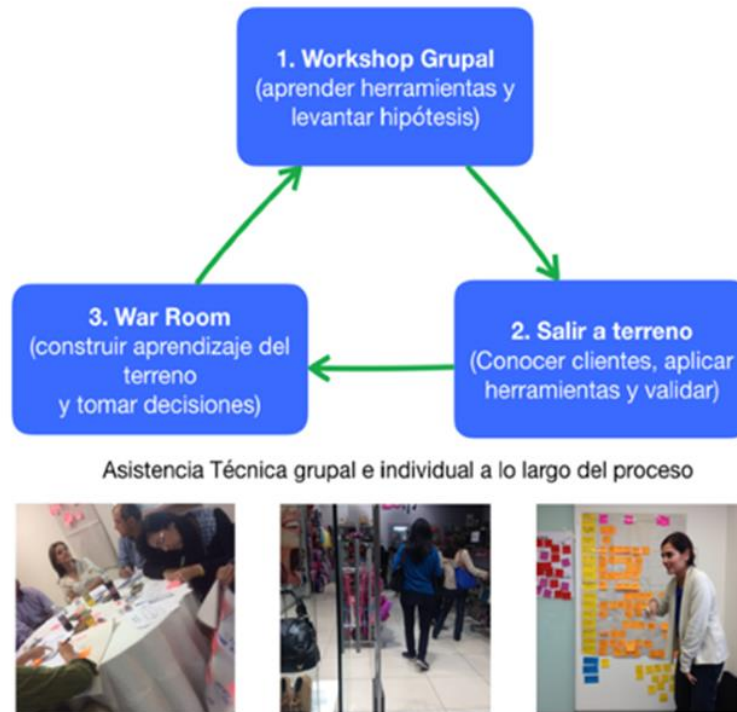 1. Workshop Grupal
(aprender herramientas y
levantar hipótesis)
2. Salir a terreno
(Conocer clientes, aplicar
herramientas y validar)
3. War Room
(construir aprendizaje del
terreno
y tomar decisiones)
Asistencia Técnica grupal e individual a lo largo del proceso